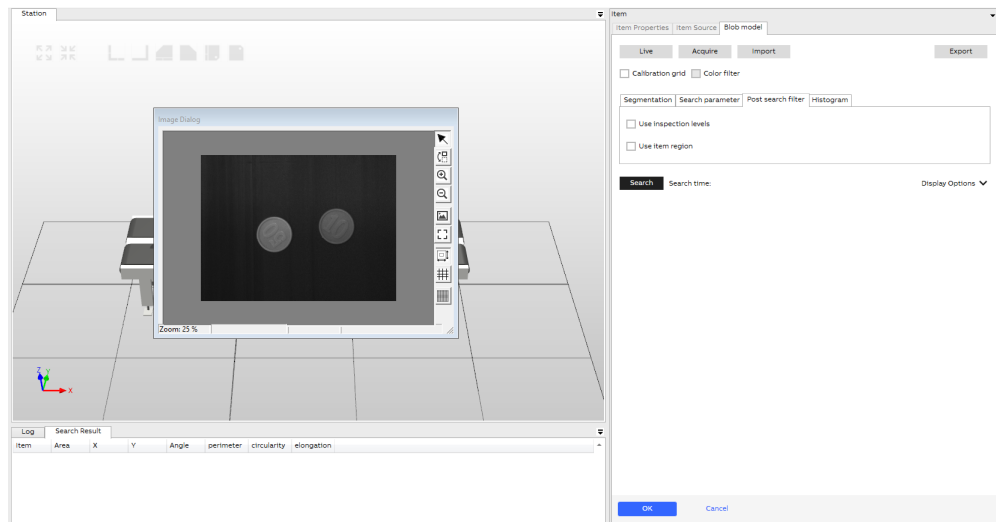 Station
Image Dialog
Zoom: 25 %
Z
Y
X
Log
Search Result
Item Area X Y Angle perimeter circularity elongation
Item
Item Properties Item Source Blob model
Live Acquire Import Export
Calibration grid Color filter
Segmentation Search parameter Post search filter Histogram
Use inspection levels
Use item region
Search Search time: Display Options
OK Cancel